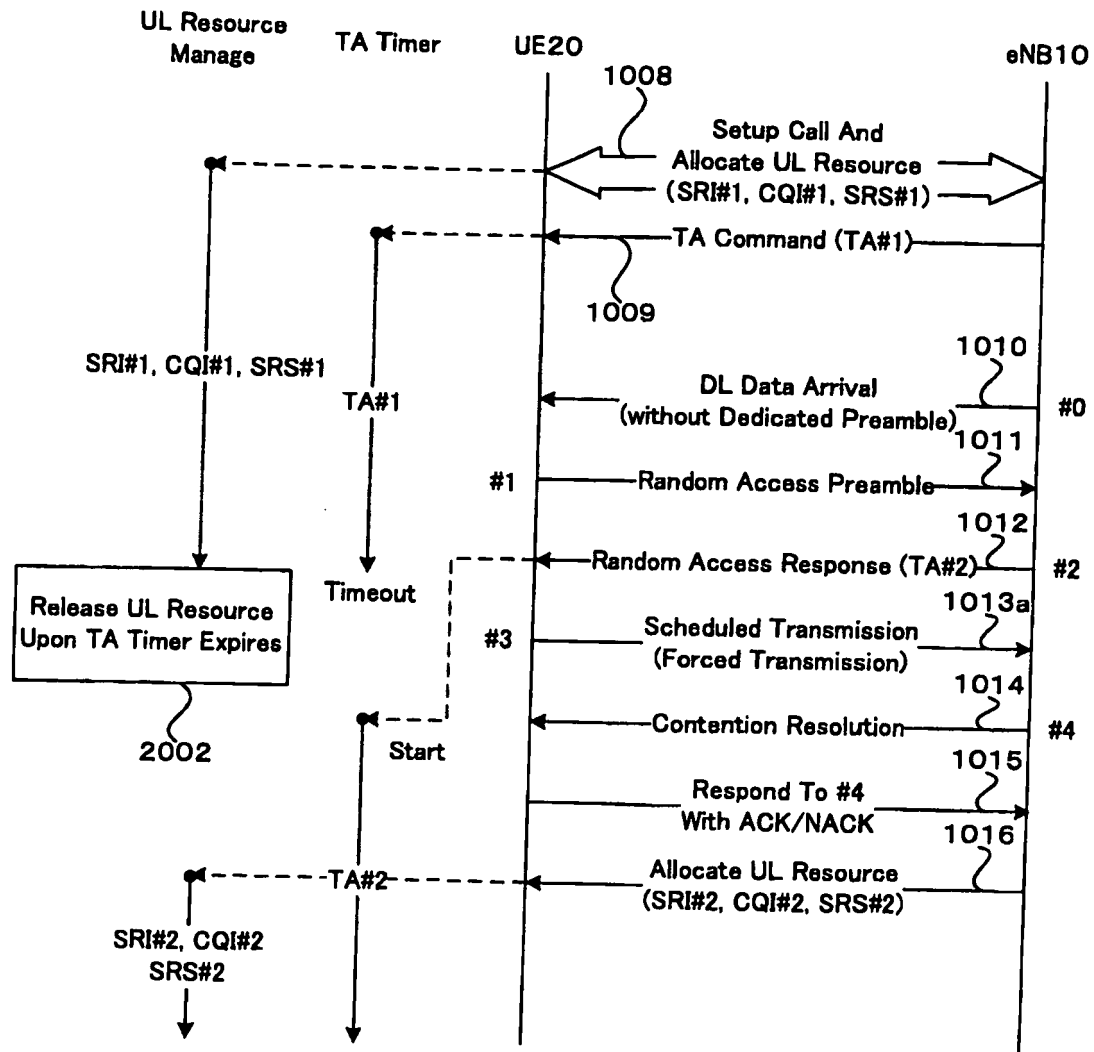 UL Resource
Manage
TA Timer
UE20
eNB10
1008
Setup Call And
Allocate UL Resource
(SRI#1, CQI#1, SRS#1)
TA Command (TA#1)
1009
SRI#1, CQI#1, SRS#1
TA#1
1010
DL Data Arrival
(without Dedicated Preamble)
#0
1011
#1
Random Access Preamble
1012
Random Access Response (TA#2)
#2
Timeout
Release UL Resource
Upon TA Timer Expires
2002
1013a
#3
Scheduled Transmission
(Forced Transmission)
1014
Contention Resolution
#4
Start
1015
Respond To #4
With ACK/NACK
1016
Allocate UL Resource
(SRI#2, CQI#2, SRS#2)
TA#2
SRI#2, CQI#2
SRS#2